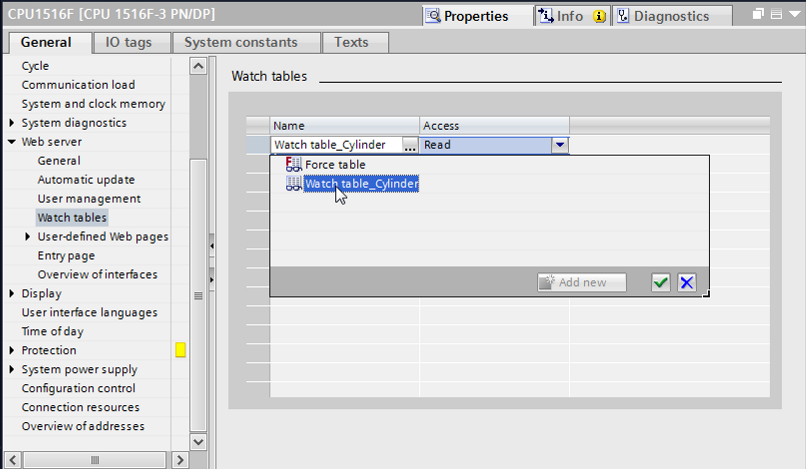 CPU1516F [CPU 1516F-3 PN/DP]
Properties
Info
Diagnostics
General
IO tags
System constants
Texts
Cycle
Communication load
System and clock memory
System diagnostics
Web server
General
Automatic update
User management
Watch tables
User-defined Web pages
Entry page
Overview of interfaces
Display
User interface languages
Time of day
Protection
System power supply
Configuration control
Connection resources
Overview of addresses
Watch tables
Name
Access
Watch table_Cylinder ...
Read
Force table
Watch table_Cylinder
Add new